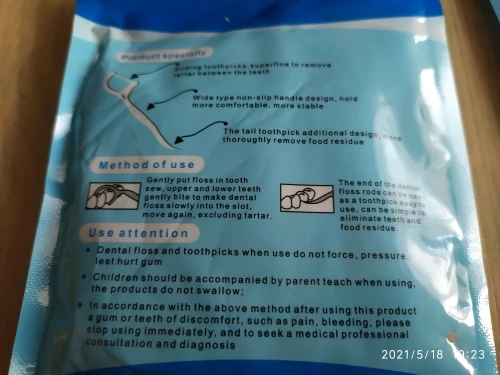 Product specialty
toothpicks, superfine to remove
tartar between the teeth
Wide type non-slip handle design, hold
more comfortable, more stable
The tail toothpick additional design, more
thoroughly remove food residue
Method of use
Gently put floss in tooth
sew, upper and lower teeth
gently bite to make dental
floss slowly into the slot,
move again, excluding tartar.
The end of the dental
floss rods can be use
as a toothpick easy to
use, can be simple to
eliminate teeth and
food residue.
Use attention
Dental floss and toothpicks when use do not force, pressure,
lest hurt gum
Children should be accompanied by parent teach when using,
the products do not swallow;
In accordance with the above method after using this product
a gum or teeth of discomfort, such as pain, bleeding, please
stop using immediately, and to seek a medical professional
consultation and diagnosis
2021/5/18 10:23